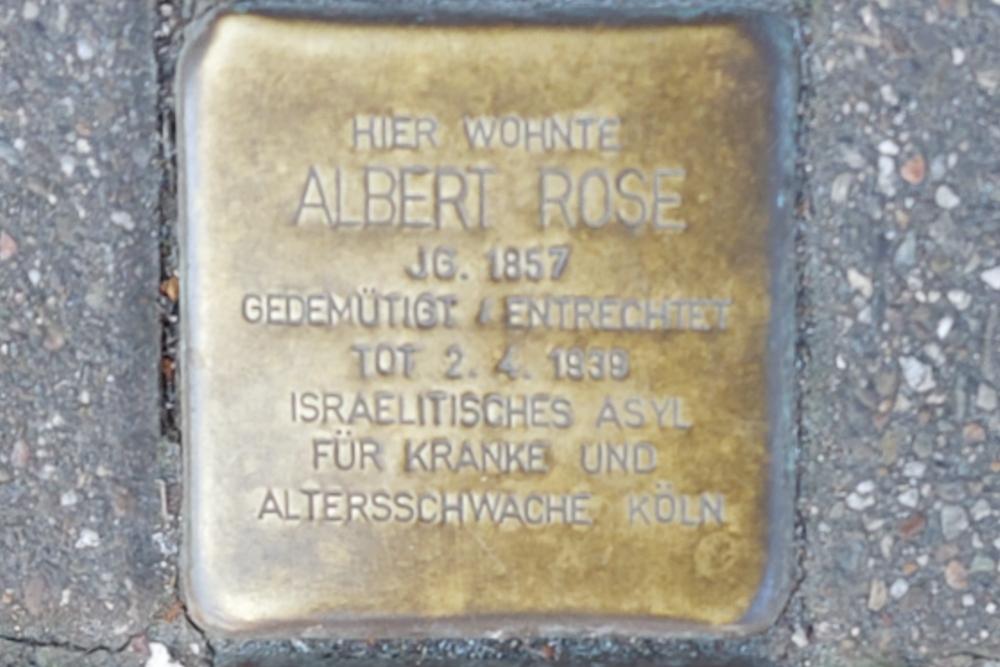 HIER WOHNTE
ALBERT ROSE
JG. 1857
GEDEMÜTIGT / ENTRECHTET
TOT 2. 4. 1939
ISRAELITISCHES ASYL
FÜR KRANKE UND
ALTERSSCHWACHE KÖLN